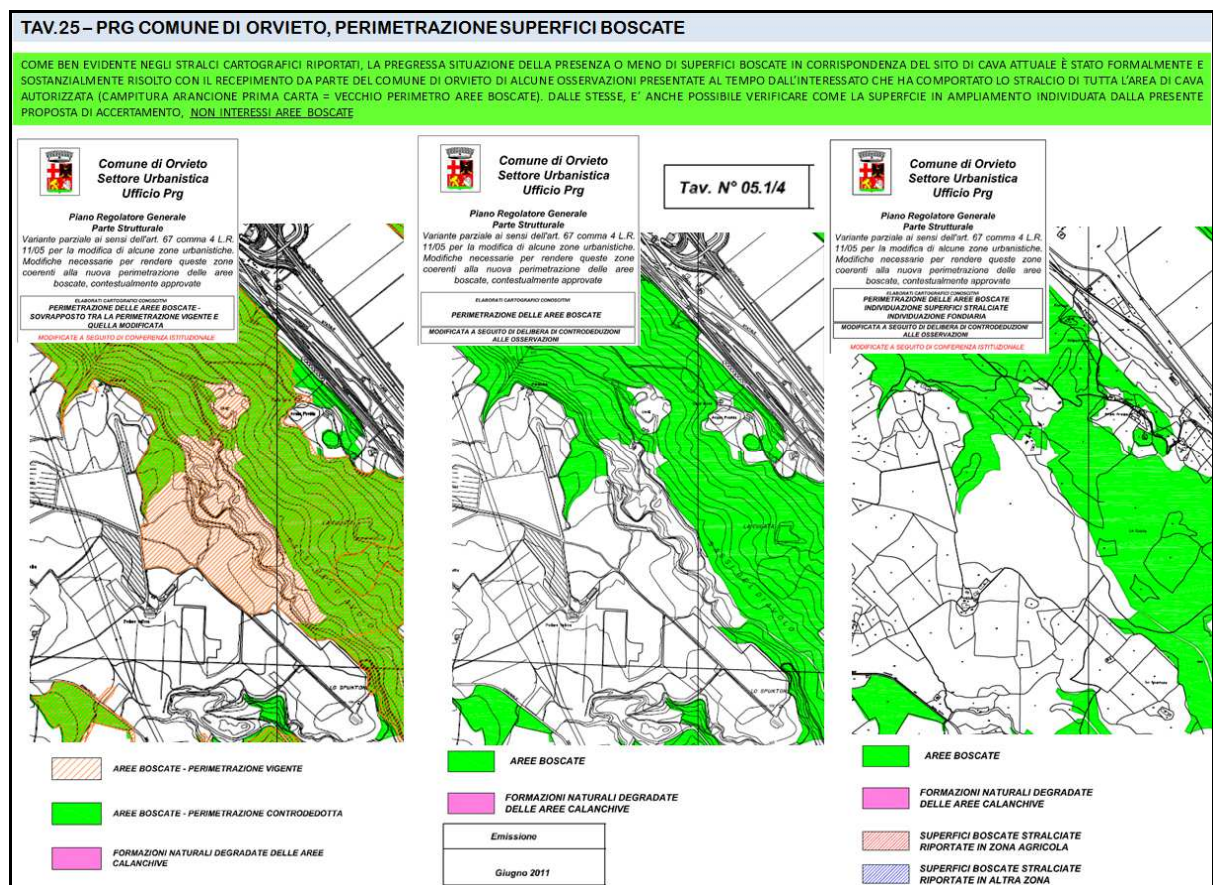 TAV.25 – PRG COMUNE DI ORVIETO, PERIMETRAZIONE SUPERFICI BOSCATE
COME BEN EVIDENTE NEGLI STRALCI CARTOGRAFICI RIPORTATI, LA PREGRESSA SITUAZIONE DELLA PRESENZA O MENO DI SUPERFICI BOSCATE IN CORRISPONDENZA DEL SITO DI CAVA ATTUALE È STATO FORMALMENTE E
SOSTANZIALMENTE RISOLTO CON IL RECEPIMENTO DA PARTE DEL COMUNE DI ORVIETO DI ALCUNE OSSERVAZIONI PRESENTATE AL TEMPO DALL'INTERESSATO CHE HA COMPORTATO LO STRALCIO DI TUTTA L'AREA DI CAVA
AUTORIZZATA (CAMPITURA ARANCIONE PRIMA CARTA = VECCHIO PERIMETRO AREE BOSCATE). DALLE STESSE, E' ANCHE POSSIBILE VERIFICARE COME LA SUPERFCIE IN AMPLIAMENTO INDIVIDUATA DALLA PRESENTE
PROPOSTA DI ACCERTAMENTO, NON INTERESSI AREE BOSCATE
Comune di Orvieto
Settore Urbanistica
Ufficio Prg
Piano Regolatore Generale
Parte Strutturale
Variante parziale ai sensi dell'art. 67 comma 4 L.R.
11/05 per la modifica di alcune zone urbanistiche.
Modifiche necessarie per rendere queste zone
coerenti alla nuova perimetrazione delle aree
boscate, contestualmente approvate
ELABORATI CARTOGRAFICI CONOSCITIVI
PERIMETRAZIONE DELLE AREE BOSCATE -
SOVRAPPOSTO TRA LA PERIMETRAZIONE VIGENTE E
QUELLA MODIFICATA
MODIFICATE A SEGUITO DI CONFERENZA ISTITUZIONALE
AREE BOSCATE - PERIMETRAZIONE VIGENTE
AREE BOSCATE - PERIMETRAZIONE CONTRODEDOTTA
FORMAZIONI NATURALI DEGRADATE DELLE AREE
CALANCHIVE
Comune di Orvieto
Settore Urbanistica
Ufficio Prg
Piano Regolatore Generale
Parte Strutturale
Variante parziale ai sensi dell'art. 67 comma 4 L.R.
11/05 per la modifica di alcune zone urbanistiche.
Modifiche necessarie per rendere queste zone
coerenti alla nuova perimetrazione delle aree
boscate, contestualmente approvate
ELABORATI CARTOGRAFICI CONOSCITIVI
PERIMETRAZIONE DELLE AREE BOSCATE
MODIFICATA A SEGUITO DI DELIBERA DI CONTRODEDUZIONI
ALLE OSSERVAZIONI
Tav. N° 05.1/4
LO SPUNTON
AREE BOSCATE
FORMAZIONI NATURALI DEGRADATE
DELLE AREE CALANCHIVE
Emissione
Giugno 2011
Comune di Orvieto
Settore Urbanistica
Ufficio Prg
Piano Regolatore Generale
Parte Strutturale
Variante parziale ai sensi dell'art. 67 comma 4 L.R.
11/05 per la modifica di alcune zone urbanistiche.
Modifiche necessarie per rendere queste zone
coerenti alla nuova perimetrazione delle aree
boscate, contestualmente approvate
ELABORATI CARTOGRAFICI CONOSCITIVI
PERIMETRAZIONE DELLE AREE BOSCATE
INDIVIDUAZIONE SUPERFICI STRALCIATE
INDIVIDUAZIONE FONDIARIA
MODIFICATA A SEGUITO DI DELIBERA DI CONTRODEDUZIONI
ALLE OSSERVAZIONI
MODIFICATE A SEGUITO DI CONFERENZA ISTITUZIONALE
AREE BOSCATE
FORMAZIONI NATURALI DEGRADATE
DELLE AREE CALANCHIVE
SUPERFICI BOSCATE STRALCIATE
RIPORTATE IN ZONA AGRICOLA
SUPERFICI BOSCATE STRALCIATE
RIPORTATE IN ALTRA ZONA